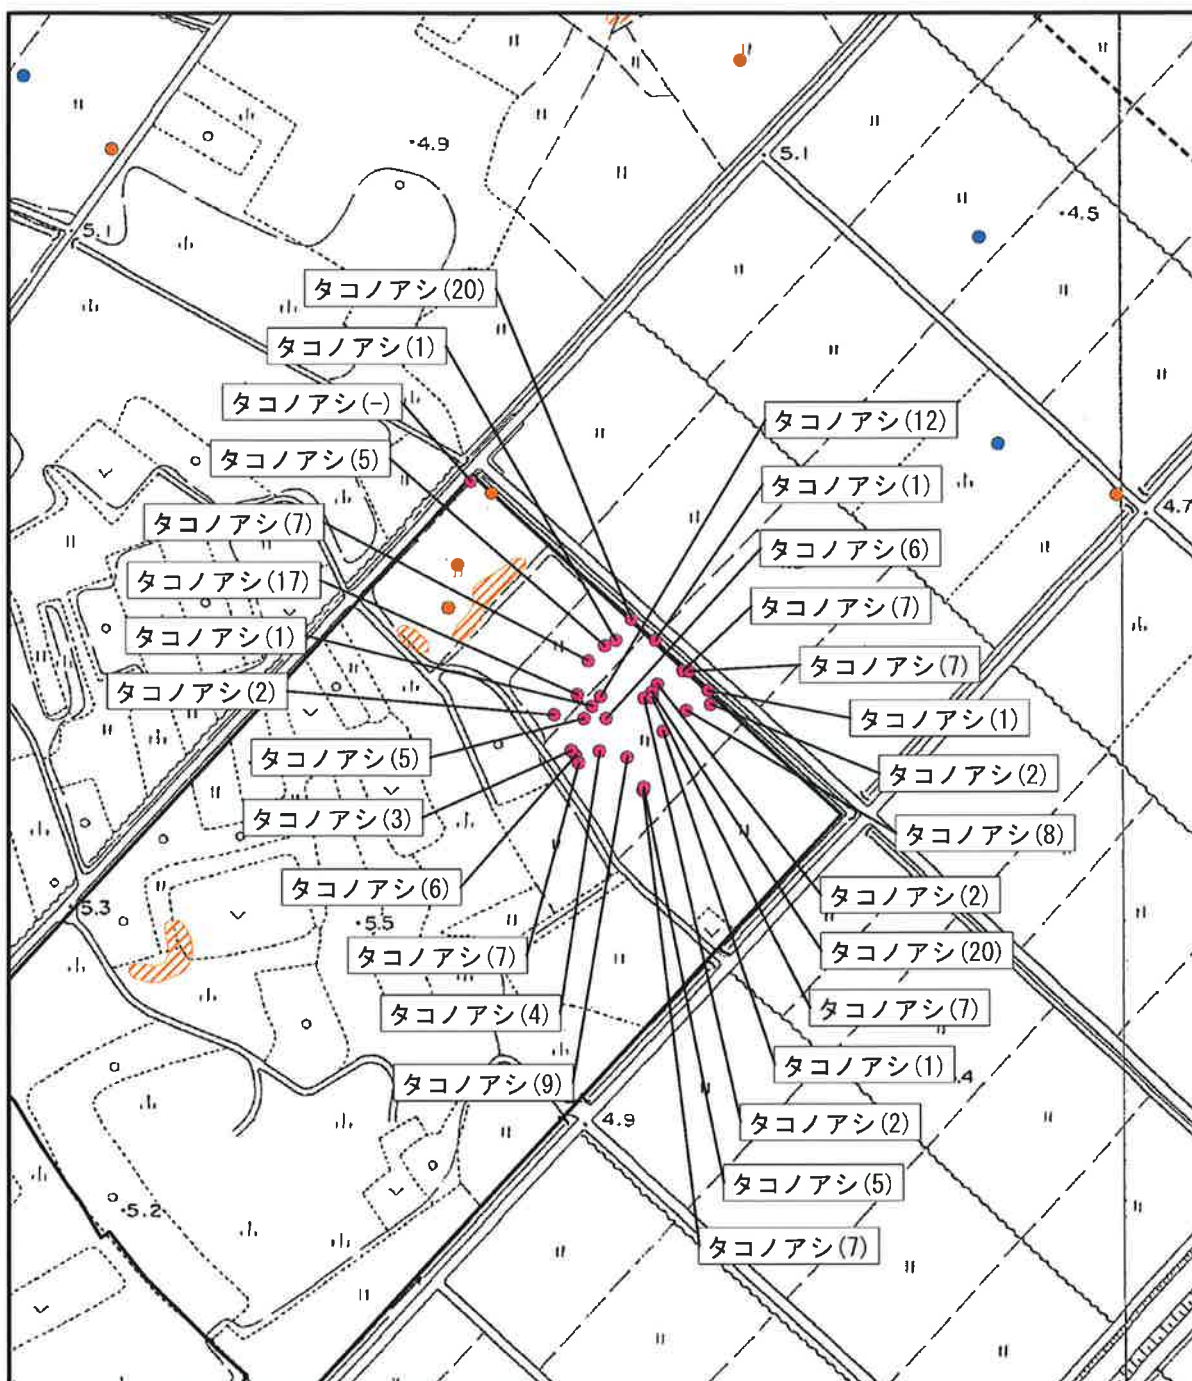 ・4.9
5.1
・4.5
5.1
タコノアシ(20)
タコノアシ(1)
タコノアシ(-)
タコノアシ(12)
タコノアシ(5)
タコノアシ(1)
4.7
タコノアシ(7)
タコノアシ(6)
タコノアシ(17)
タコノアシ(7)
タコノアシ(1)
タコノアシ(7)
タコノアシ(2)
タコノアシ(1)
タコノアシ(5)
タコノアシ(2)
タコノアシ(3)
タコノアシ(8)
タコノアシ(6)
タコノアシ(2)
5.3
・5.5
タコノアシ(7)
タコノアシ(20)
タコノアシ(4)
タコノアシ(7)
タコノアシ(9)
タコノアシ(1)
.4
4.9
タコノアシ(2)
タコノアシ(5)
・5.2
タコノアシ(7)